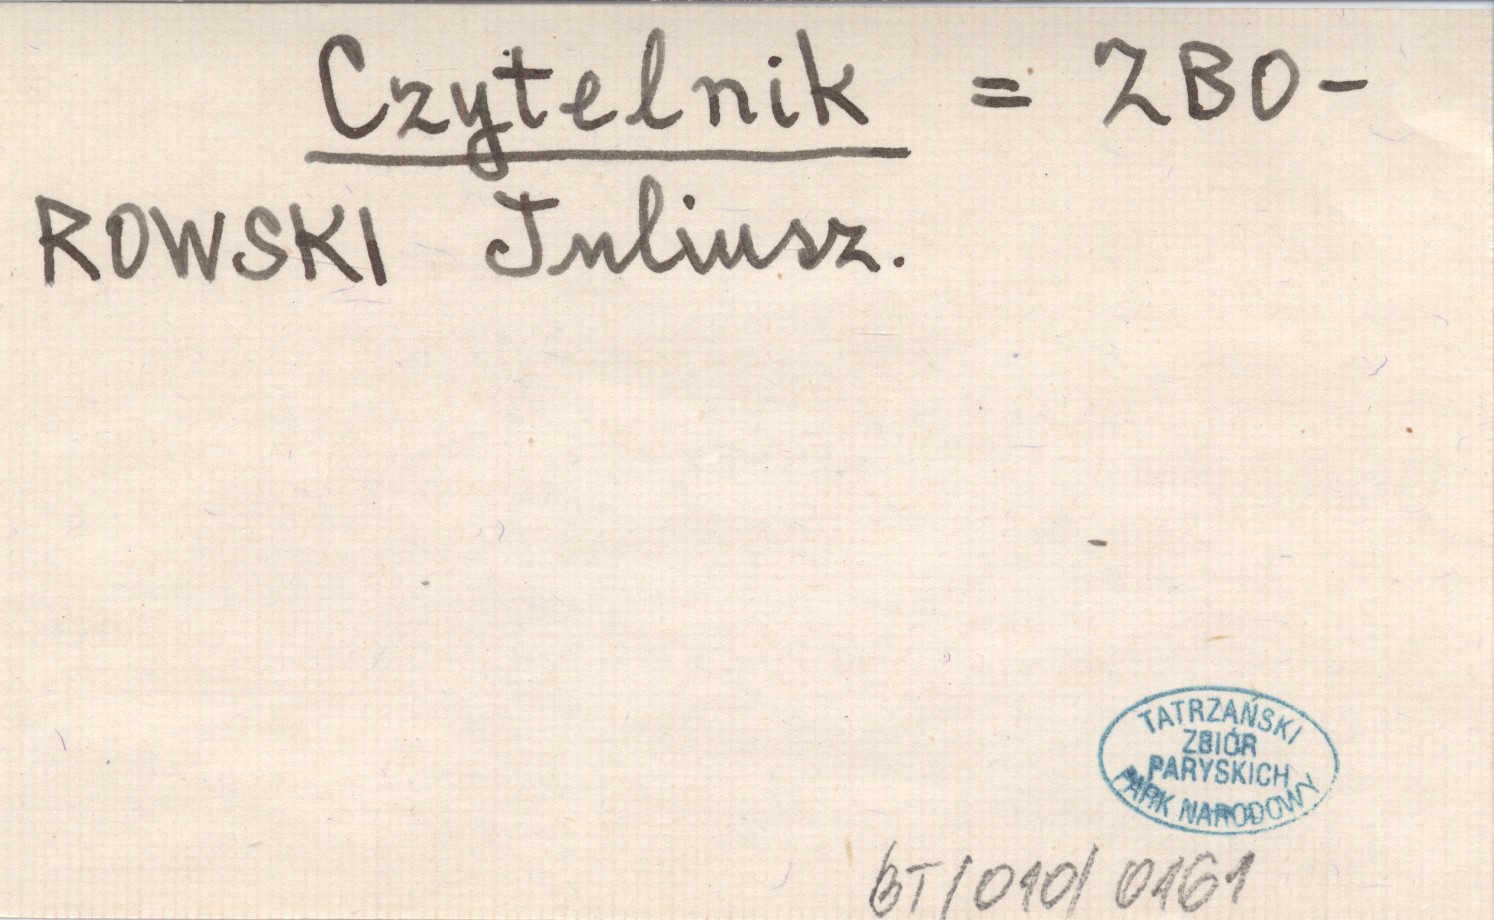 Czytelnik = ZBO-
ROWSKI Juliusz.
TATRZAŃSKI
ZBIÓR
PARYSKICH
PARK NARODOWY
BT/010/0161